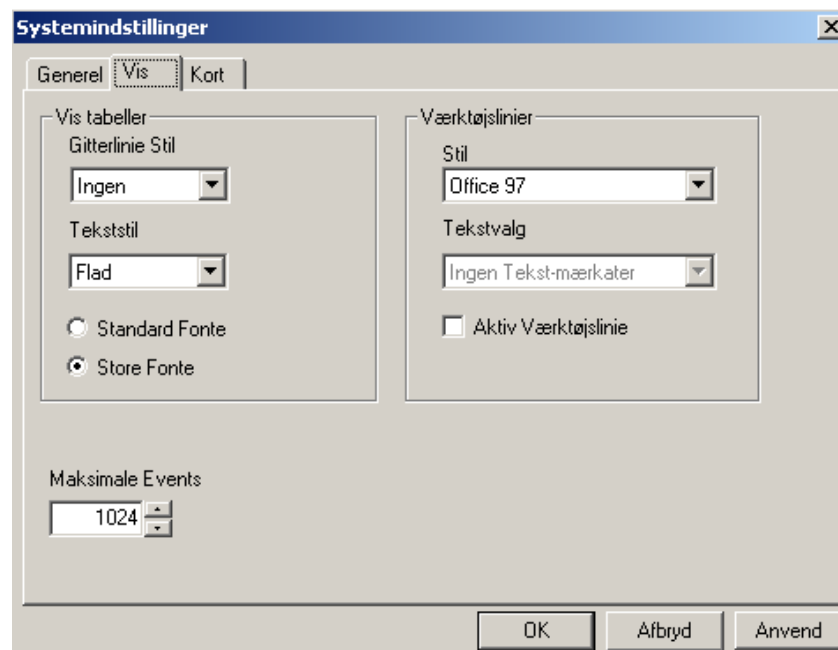 Systemindstillinger
Generel Vis Kort
Vis tabeller
Gitterlinie Stil
Ingen
Tekststil
Flad
Standard Fonte
Store Fonte
Værktøjslinier
Stil
Office 97
Tekstvalg
Ingen Tekst-mærkater
Aktiv Værktøjslinie
Maksimale Events
1024
OK Afbryd Anvend